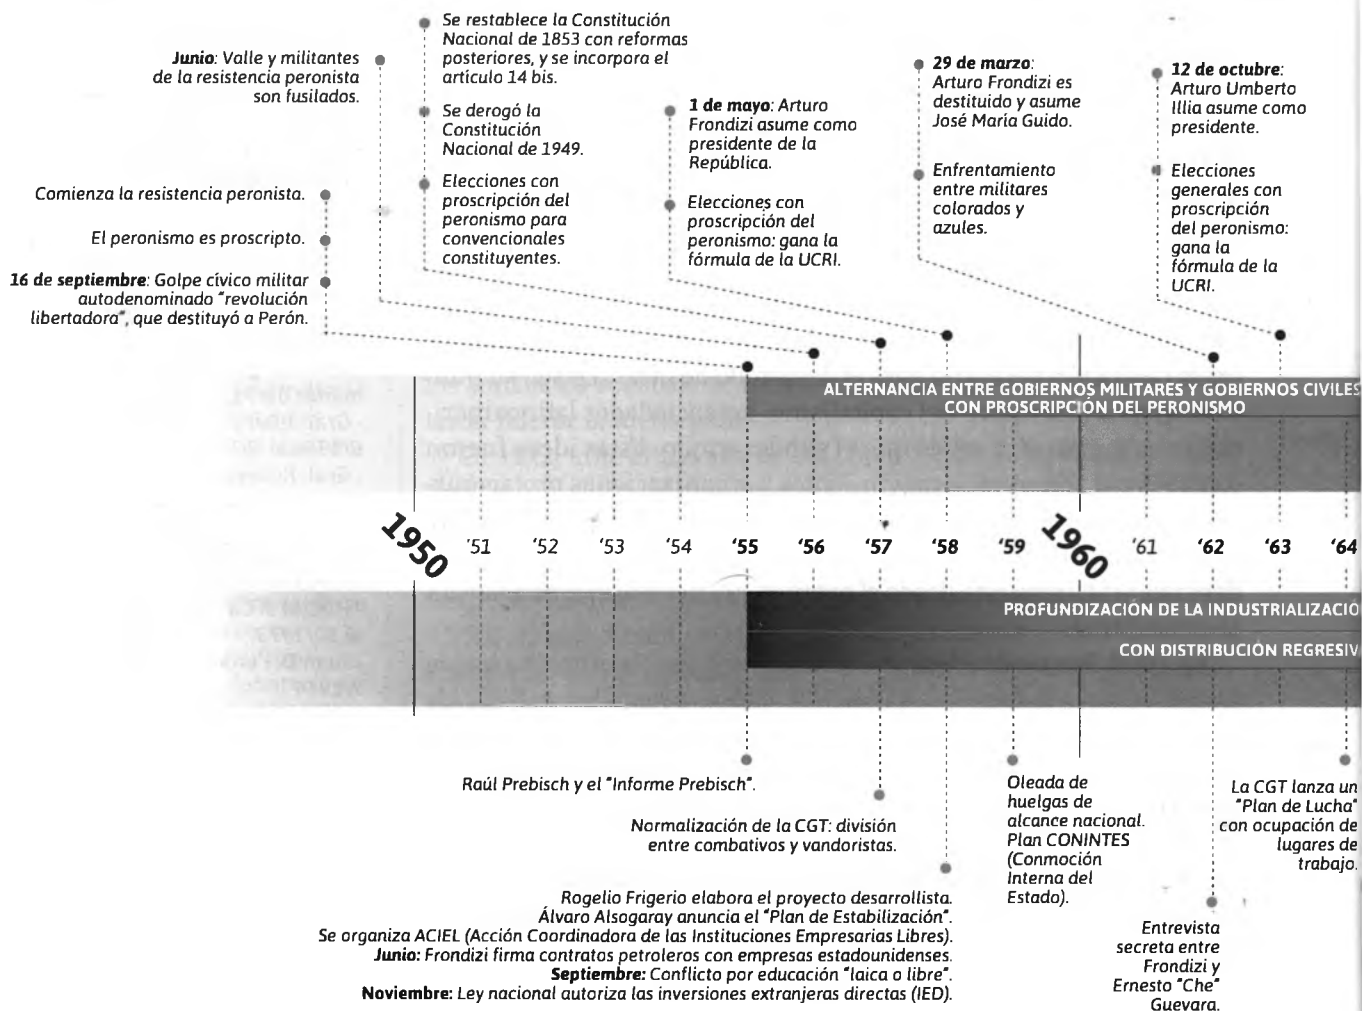 Junio: Valle y militantes
de la resistencia peronista
son fusilados.
Comienza la resistencia peronista.
El peronismo es proscripto.
16 de septiembre: Golpe cívico militar
autodenominado "revolución
libertadora", que destituyó a Perón.
Se restablece la Constitución
Nacional de 1853 con reformas
posteriores, y se incorpora el
artículo 14 bis.
Se derogó la
Constitución
Nacional de 1949.
Elecciones con
proscripción del
peronismo para
convencionales
constituyentes.
1 de mayo: Arturo
Frondizi asume como
presidente de la
República.
Elecciones con
proscripción del
peronismo: gana la
fórmula de la UCRI.
29 de marzo:
Arturo Frondizi es
destituido y asume
José María Guido.
Enfrentamiento
entre militares
colorados y
azules.
12 de octubre:
Arturo Umberto
Illia asume como
presidente.
Elecciones
generales con
proscripción
del peronismo:
gana la
fórmula de la
UCRI.
ALTERNANCIA ENTRE GOBIERNOS MILITARES Y GOBIERNOS CIVILES
CON PROSCRIPCIÓN DEL PERONISMO
1950 '51 '52 '53 '54 '55 '56 '57 '58 '59 1960 '61 '62 '63 '64
PROFUNDIZACIÓN DE LA INDUSTRIALIZACIÓ
CON DISTRIBUCIÓN REGRESIV
Raúl Prebisch y el "Informe Prebisch".
Normalización de la CGT: división
entre combativos y vandoristas.
Rogelio Frigerio elabora el proyecto desarrollista.
Álvaro Alsogaray anuncia el "Plan de Estabilización".
Se organiza ACIEL (Acción Coordinadora de las Instituciones Empresarias Libres).
Junio: Frondizi firma contratos petroleros con empresas estadounidenses.
Septiembre: Conflicto por educación "laica o libre".
Noviembre: Ley nacional autoriza las inversiones extranjeras directas (IED).
Oleada de
huelgas de
alcance nacional.
Plan CONINTES
(Conmoción
Interna del
Estado).
Entrevista
secreta entre
Frondizi y
Ernesto "Che"
Guevara.
La CGT lanza un
"Plan de Lucha"
con ocupación de
lugares de
trabajo.